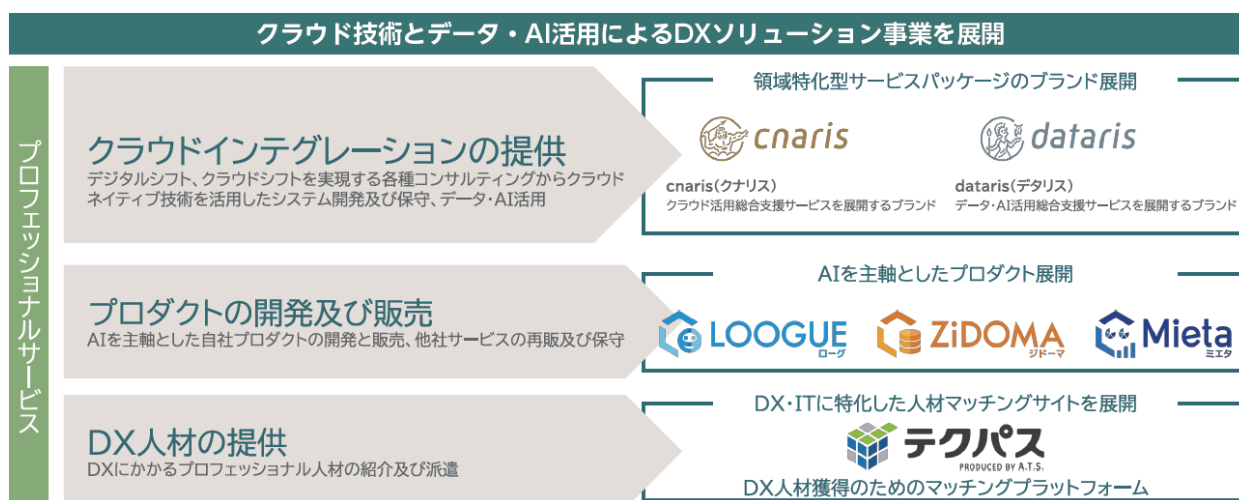 クラウド技術とデータ・AI活用によるDXソリューション事業を展開
プロフェッショナルサービス
クラウドインテグレーションの提供
デジタルシフト、クラウドシフトを実現する各種コンサルティングからクラウド
ネイティブ技術を活用したシステム開発及び保守、データ・AI活用
領域特化型サービスパッケージのブランド展開
cnaris
cnaris(クナリス)
クラウド活用総合支援サービスを展開するブランド
dataris
dataris(デタリス)
データ・AI活用総合支援サービスを展開するブランド
プロダクトの開発及び販売
AIを主軸とした自社プロダクトの開発と販売、他社サービスの再販及び保守
AIを主軸としたプロダクト展開
LOOGUE
ローグ
ZiDOMA
ジドーマ
Mieta
ミエタ
DX人材の提供
DXにかかるプロフェッショナル人材の紹介及び派遣
DX・ITに特化した人材マッチングサイトを展開
テクパス
PRODUCED BY A.T.S.
DX人材獲得のためのマッチングプラットフォーム